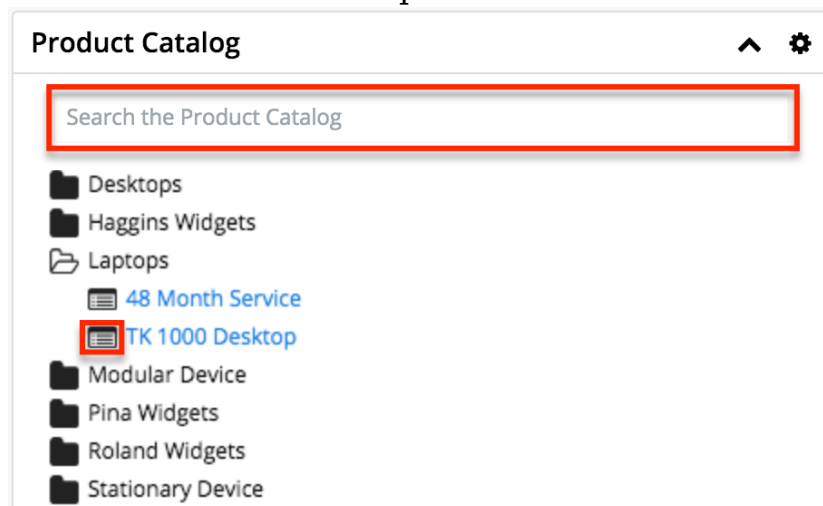 Product Catalog
Search the Product Catalog
Desktops
Haggins Widgets
Laptops
48 Month Service
TK 1000 Desktop
Modular Device
Pina Widgets
Roland Widgets
Stationary Device